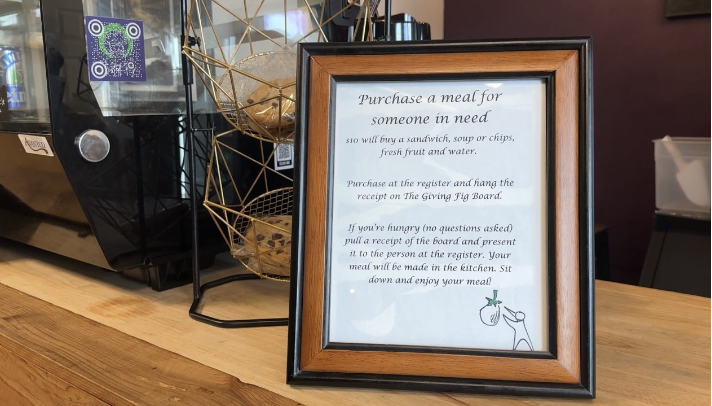 Purchase a meal for
someone in need
$10 will buy a sandwich, soup or chips,
fresh fruit and water.
Purchase at the register and hang the
receipt on The Giving Fig Board.
If you're hungry (no questions asked)
pull a receipt of the board and present
it to the person at the register. Your
meal will be made in the kitchen. Sit
down and enjoy your meal!